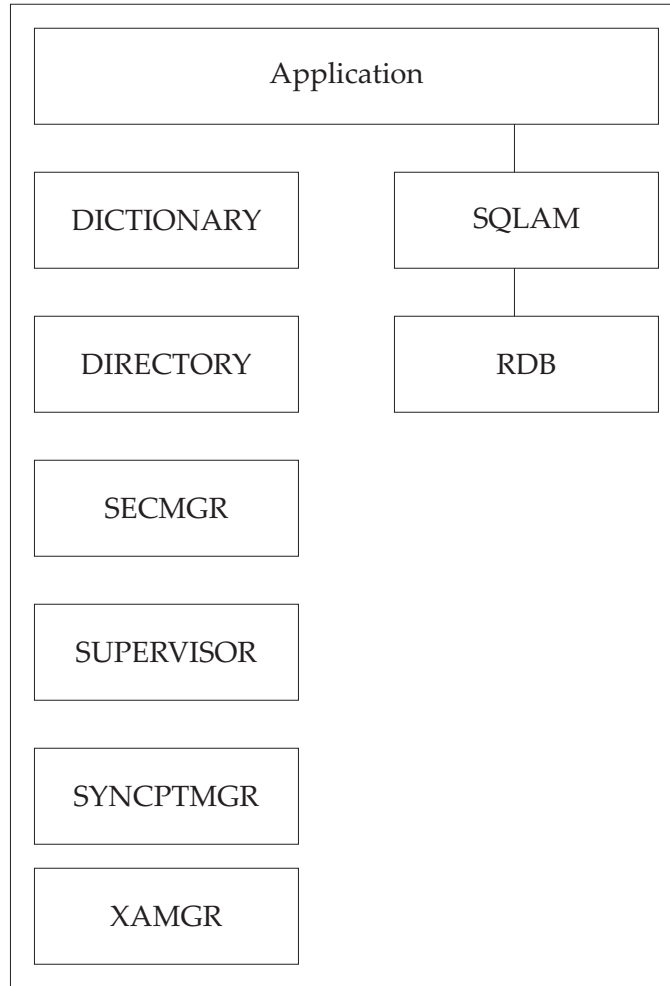 Application
DICTIONARY
SQLAM
DIRECTORY
RDB
SECMGR
SUPERVISOR
SYNCPTMGR
XAMGR